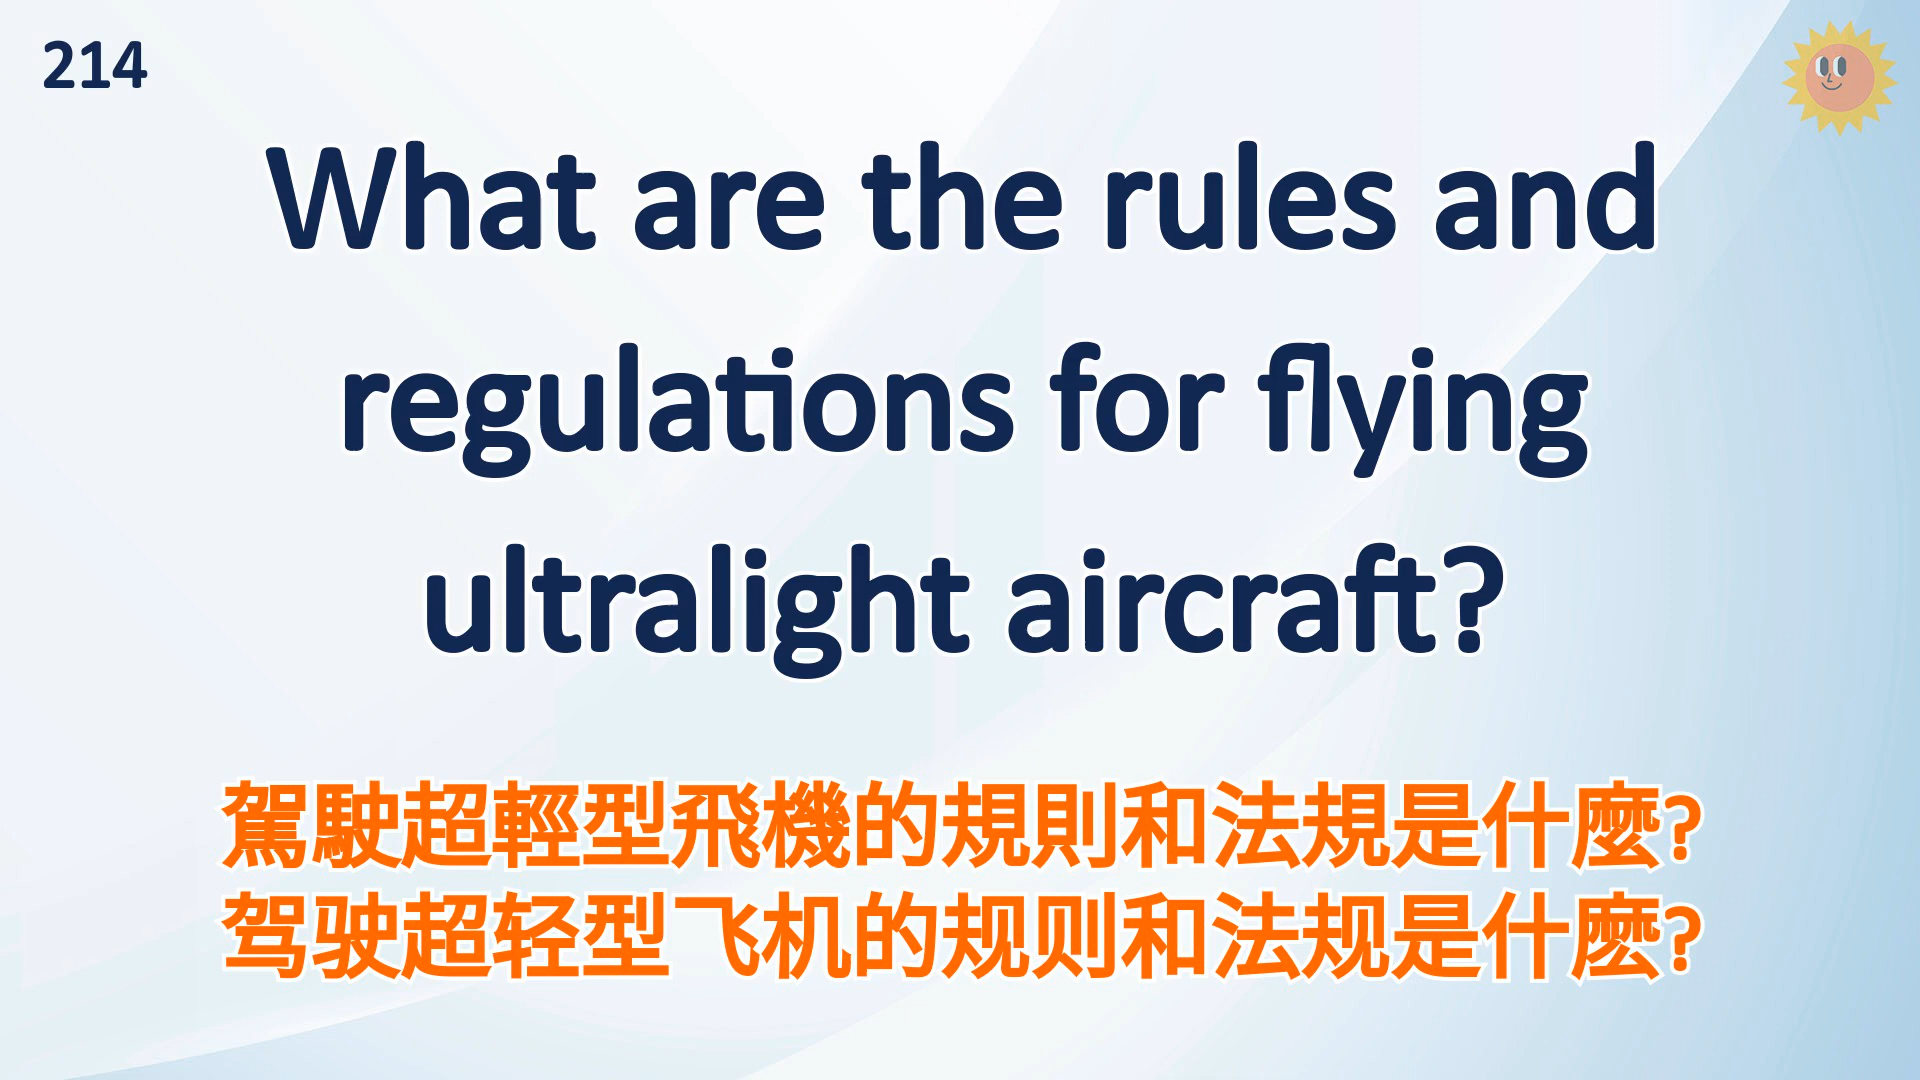 214
What are the rules and
regulations for flying
ultralight aircraft?
駕駛超輕型飛機的規則和法規是什麼?
驾驶超轻型飞机的规则和法规是什麽?